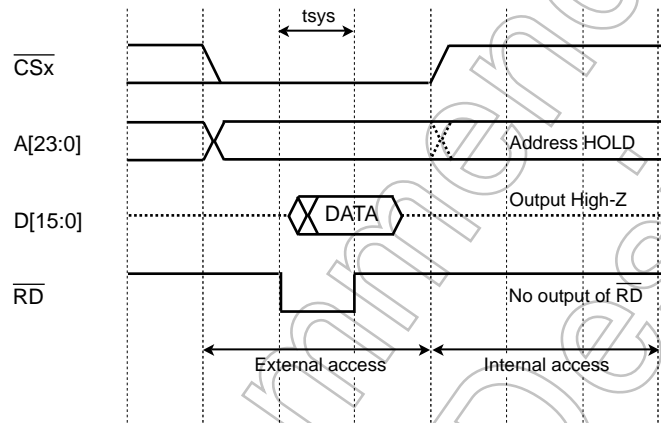 tsys
CSx
A[23:0]
Address HOLD
D[15:0]
DATA
Output High-Z
RD
No output of RD
External access
Internal access